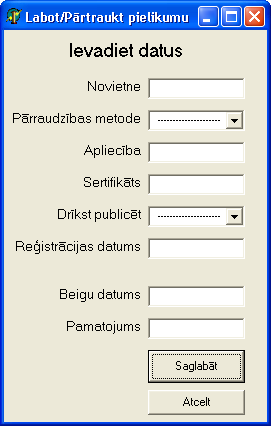 Labot/Pārtraukt pielikumu
Ievadiet datus
Novietne
Pārraudzības metode --------------------
Apliecība
Sertifikāts
Drīkst publicēt --------------------
Reģistrācijas datums
Beigu datums
Pamatojums
Saglabāt
Atcelt